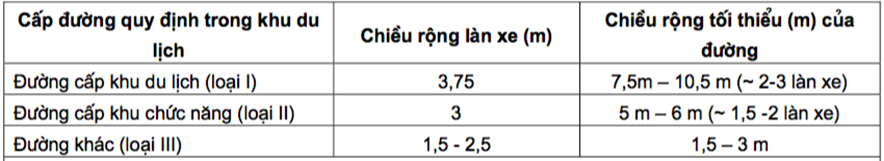 Cấp đường quy định trong khu du
lịch
Chiều rộng làn xe (m)
Chiều rộng tối thiểu (m) của
đường
Đường cấp khu du lịch (loại I)
3,75
7,5m – 10,5 m (~ 2-3 làn xe)
Đường cấp khu chức năng (loại II)
3
5 m – 6 m (~ 1,5 -2 làn xe)
Đường khác (loại III)
1,5 - 2,5
1,5 – 3 m